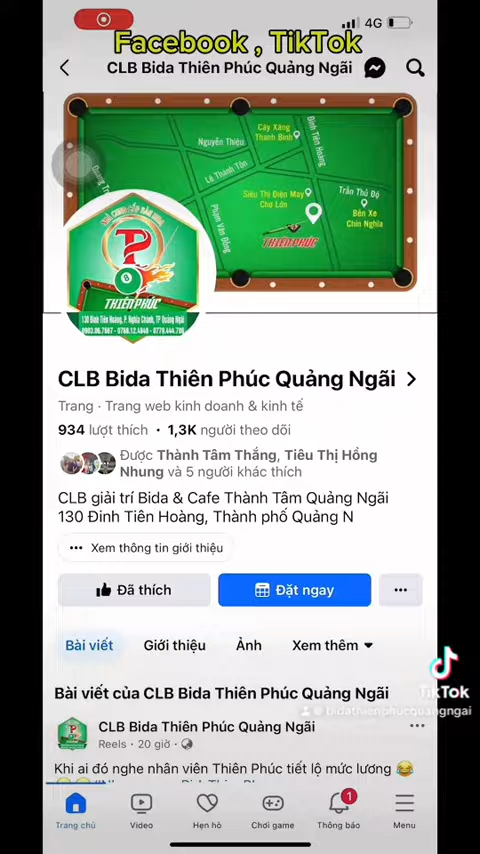 4G
Facebook , TikTok
CLB Bida Thiên Phúc Quảng Ngãi
Cây Xăng
Thanh Bình
Đinh Tiên Hoàng
Nguyễn Thiệu
Lê Thánh Tôn
Siêu Thị Điện Máy
Chợ Lớn
Trần Thủ Độ
Bến Xe
Chín Nghĩa
Phạm Văn Đồng
THIÊN PHÚC
TP
8
THIÊN PHÚC
130 Đinh Tiên Hoàng, P. Nghĩa Chánh, TP Quảng Ngãi
CLB Bida Thiên Phúc Quảng Ngãi
Trang · Trang web kinh doanh & kinh tế
934 lượt thích · 1,3K người theo dõi
Được Thành Tâm Thắng, Tiêu Thị Hồng
Nhung và 5 người khác thích
CLB giải trí Bida & Cafe Thành Tâm Quảng Ngãi
130 Đinh Tiên Hoàng, Thành phố Quảng N
Xem thông tin giới thiệu
Đã thích
Đặt ngay
Bài viết
Giới thiệu
Ảnh
Xem thêm
TikTok
Bài viết của CLB Bida Thiên Phúc Quảng Ngãi
bidathienphucquangngai
CLB Bida Thiên Phúc Quảng Ngãi
Reels · 20 giờ
Khi ai đó nghe nhân viên Thiên Phúc tiết lộ mức lương 😂
1
Trang chủ
Video
Hẹn hò
Chơi game
Thông báo
Menu